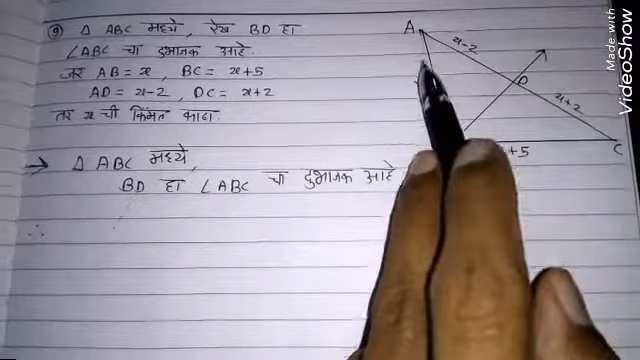 (9) Δ ABC मध्ये, रेख BD हा
∠ABC चा दुभाजक आहे.
जर AB = x, BC = x+5
AD = x-2, DC = x+2
तर x ची किंमत काढा.
→ Δ ABC मध्ये,
BD हा ∠ABC चा दुभाजक आहे
∴
A
x-2
D
x+2
+5
C
Made with
VideoShow